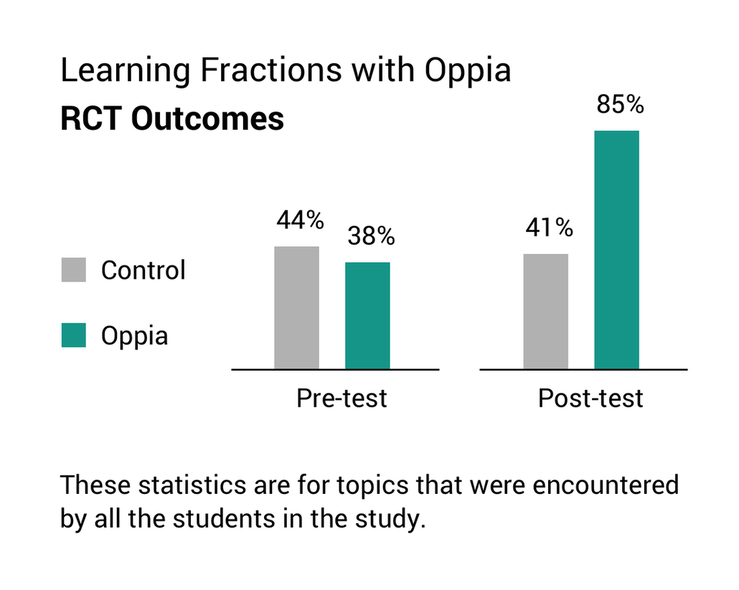 Learning Fractions with Oppia
RCT Outcomes
85%
44%
38%
41%
Control
Oppia
Pre-test
Post-test
These statistics are for topics that were encountered
by all the students in the study.